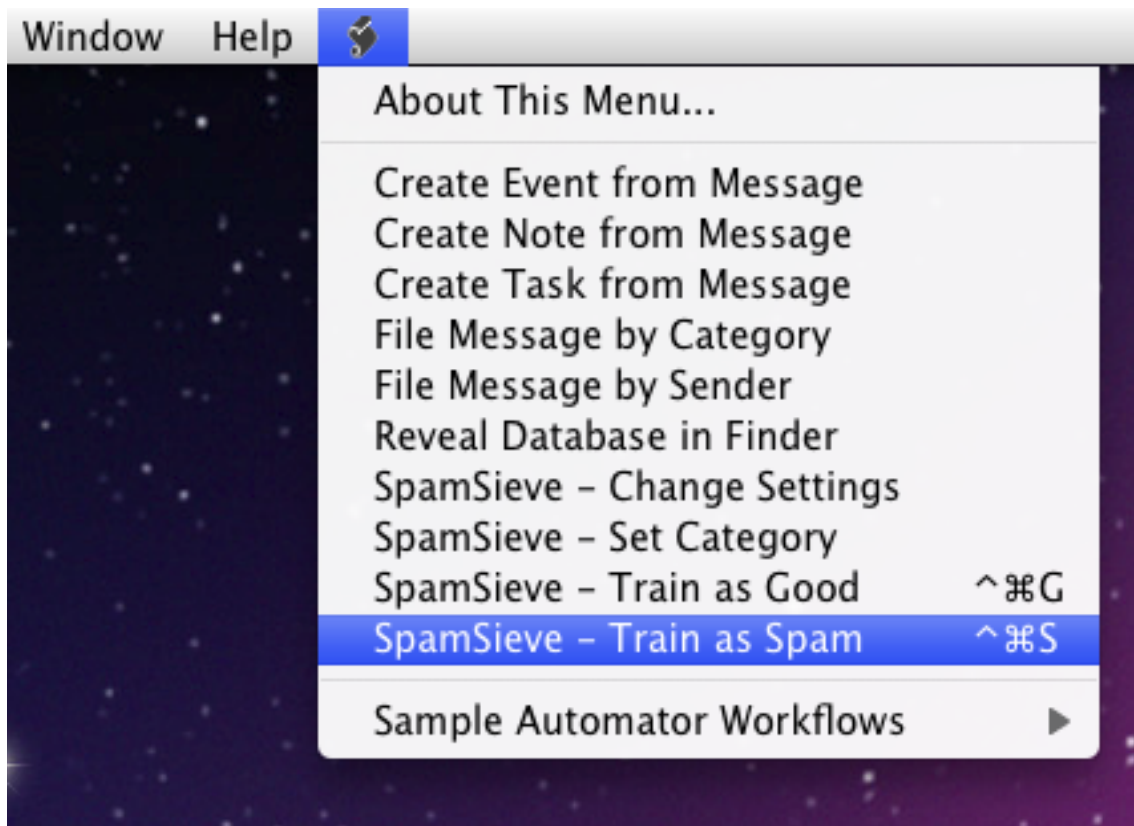 Window Help
About This Menu...
Create Event from Message
Create Note from Message
Create Task from Message
File Message by Category
File Message by Sender
Reveal Database in Finder
SpamSieve – Change Settings
SpamSieve – Set Category
SpamSieve – Train as Good ^⌘G
SpamSieve – Train as Spam ^⌘S
Sample Automator Workflows